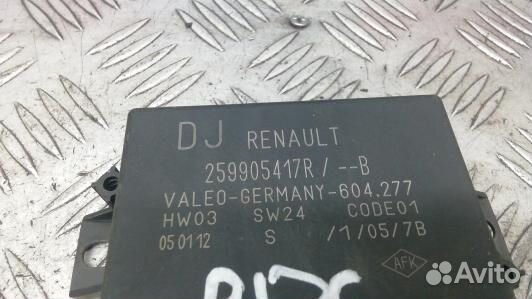 DJ RENAULT
259905417R / --B
VALEO-GERMANY-604.277
HW03 SW24 CODE01
050112 S /1/05/7B
AFK
Avito